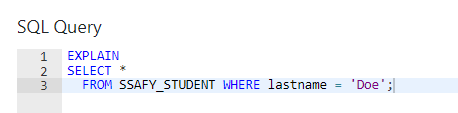 SQL Query
1 EXPLAIN
2 SELECT *
3 FROM SSAFY_STUDENT WHERE lastname = 'Doe';